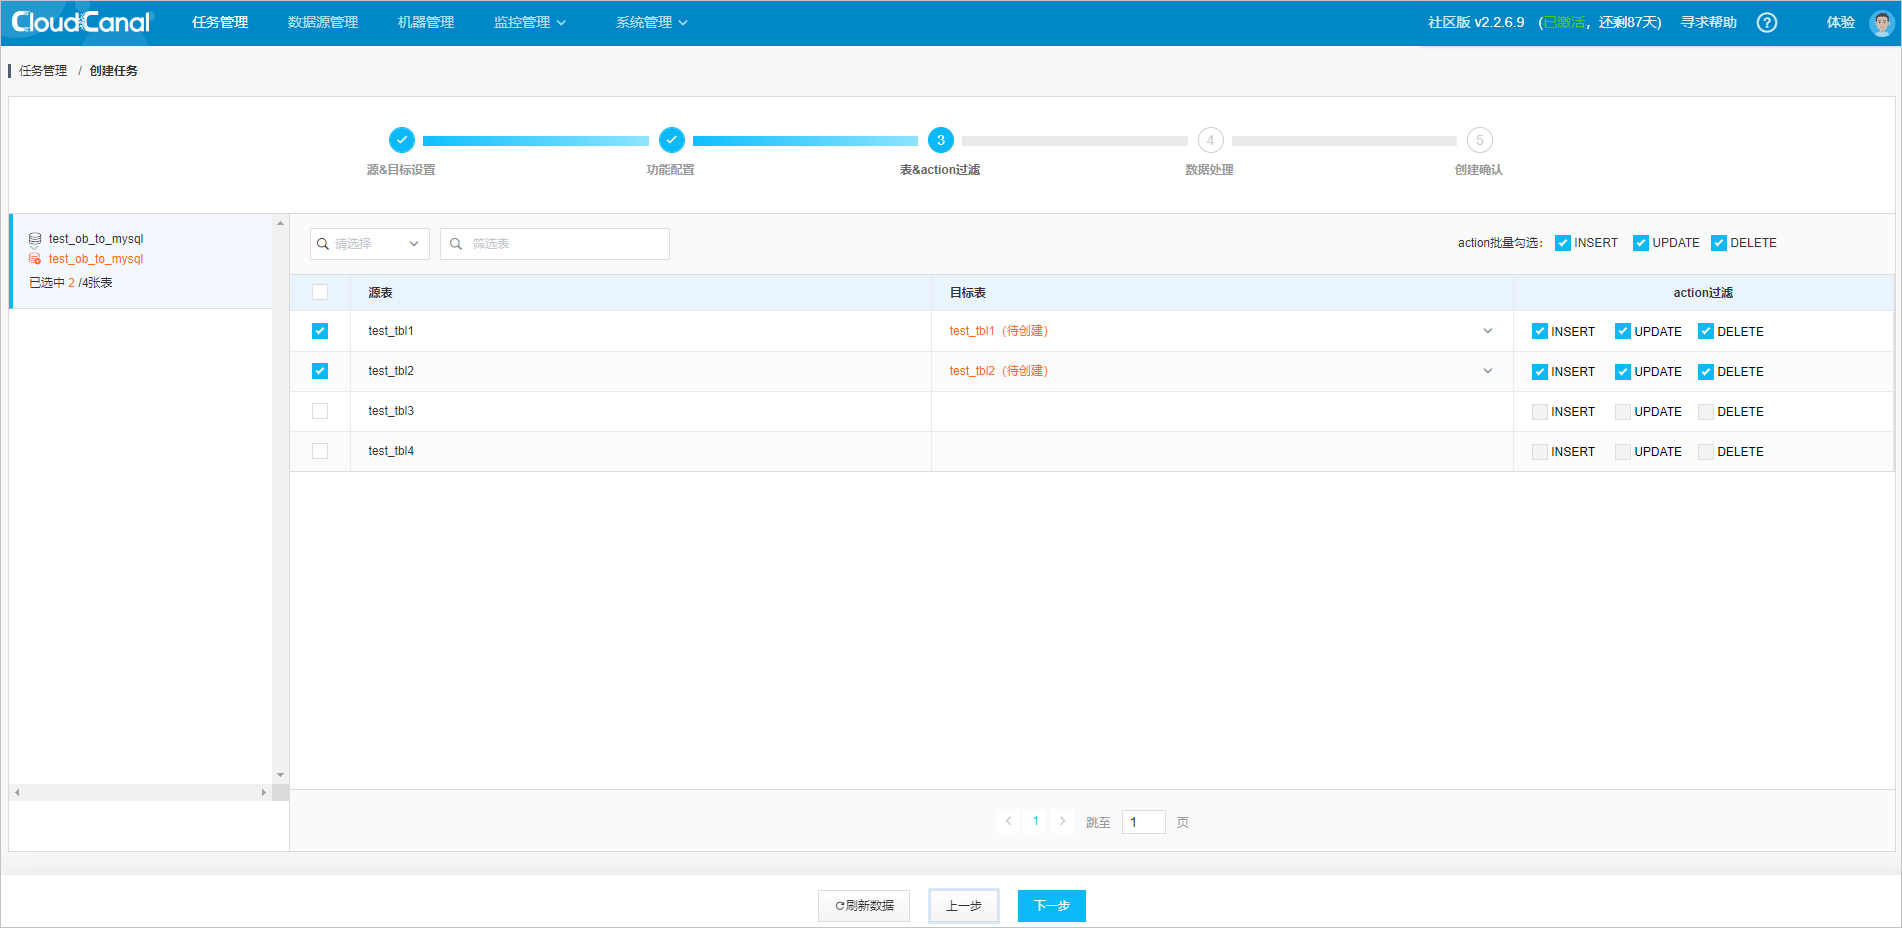 CloudCanal 任务管理 数据源管理 机器管理 监控管理 系统管理 社区版 v2.2.6.9 (已激活，还剩87天) 寻求帮助 ? 体验
任务管理 / 创建任务
3 4 5
源&目标设置 功能配置 表&action过滤 数据处理 创建确认
test_ob_to_mysql
test_ob_to_mysql
已选中 2 /4张表
请选择 筛选表 action批量勾选: INSERT UPDATE DELETE
源表 目标表 action过滤
test_tbl1 test_tbl1（待创建） INSERT UPDATE DELETE
test_tbl2 test_tbl2（待创建） INSERT UPDATE DELETE
test_tbl3 INSERT UPDATE DELETE
test_tbl4 INSERT UPDATE DELETE
< 1 > 跳至 1 页
刷新数据 上一步 下一步